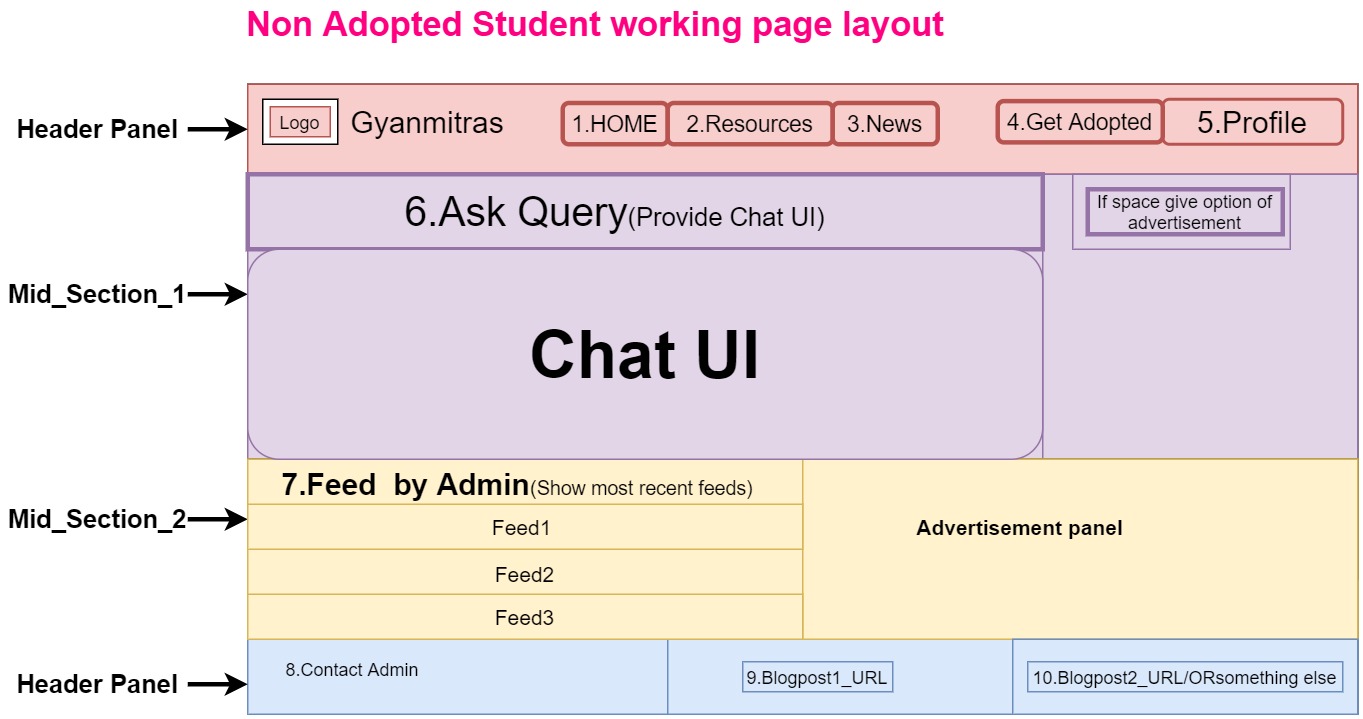 Non Adopted Student working page layout
Header Panel
Logo
Gyanmitras
1.HOME
2.Resources
3.News
4.Get Adopted
5.Profile
6.Ask Query(Provide Chat UI)
If space give option of
advertisement
Mid_Section_1
Chat UI
7.Feed  by Admin(Show most recent feeds)
Mid_Section_2
Feed1
Advertisement panel
Feed2
Feed3
Header Panel
8.Contact Admin
9.Blogpost1_URL
10.Blogpost2_URL/ORsomething else